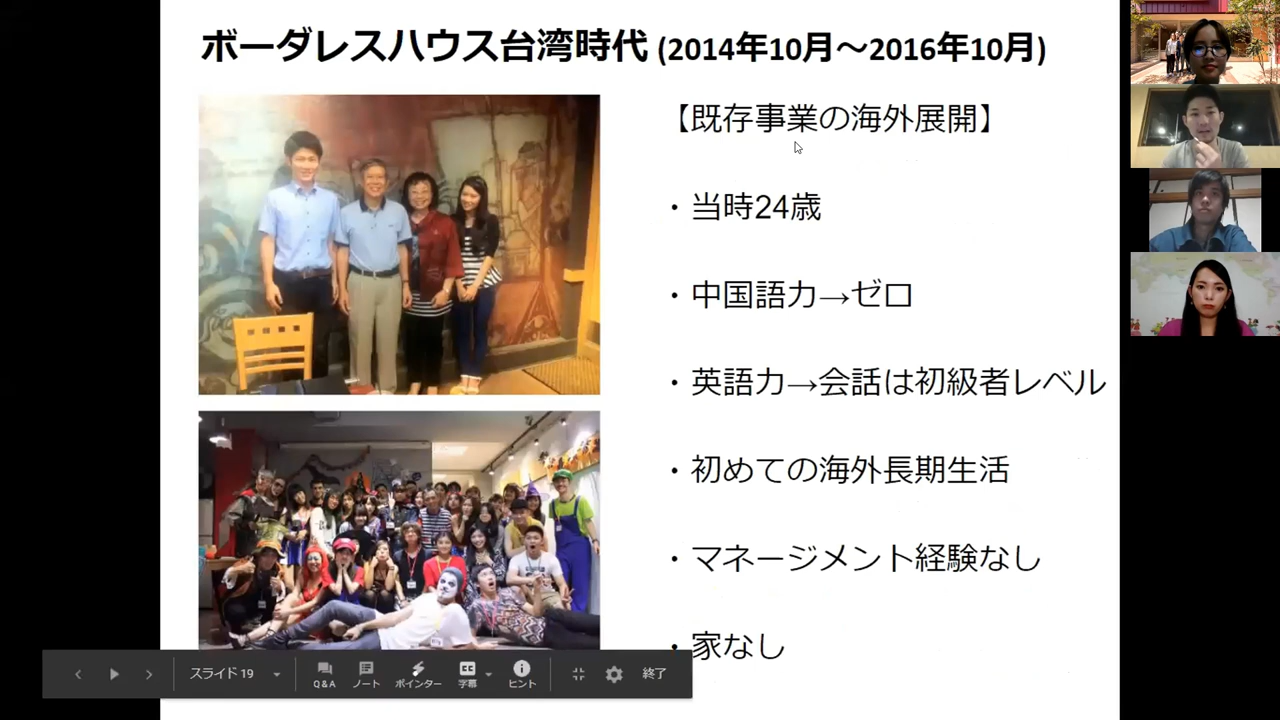 ボーダレスハウス台湾時代 (2014年10月～2016年10月)
【既存事業の海外展開】
・当時24歳
・中国語力→ゼロ
・英語力→会話は初級者レベル
・初めての海外長期生活
・マネージメント経験なし
・家なし
スライド 19
Q&A
ノート
ポインター
字幕
ヒント
終了